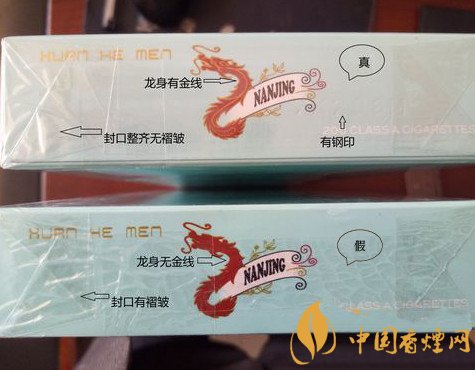 XUAN HE MEN
真
龙身有金线
NANJING
封口整齐无褶皱
20 CLASS A CIGARETTES
有钢印
XUAN HE MEN
假
龙身无金线
NANJING
封口有褶皱
CLASS A CIGARETTES
中国香烟网